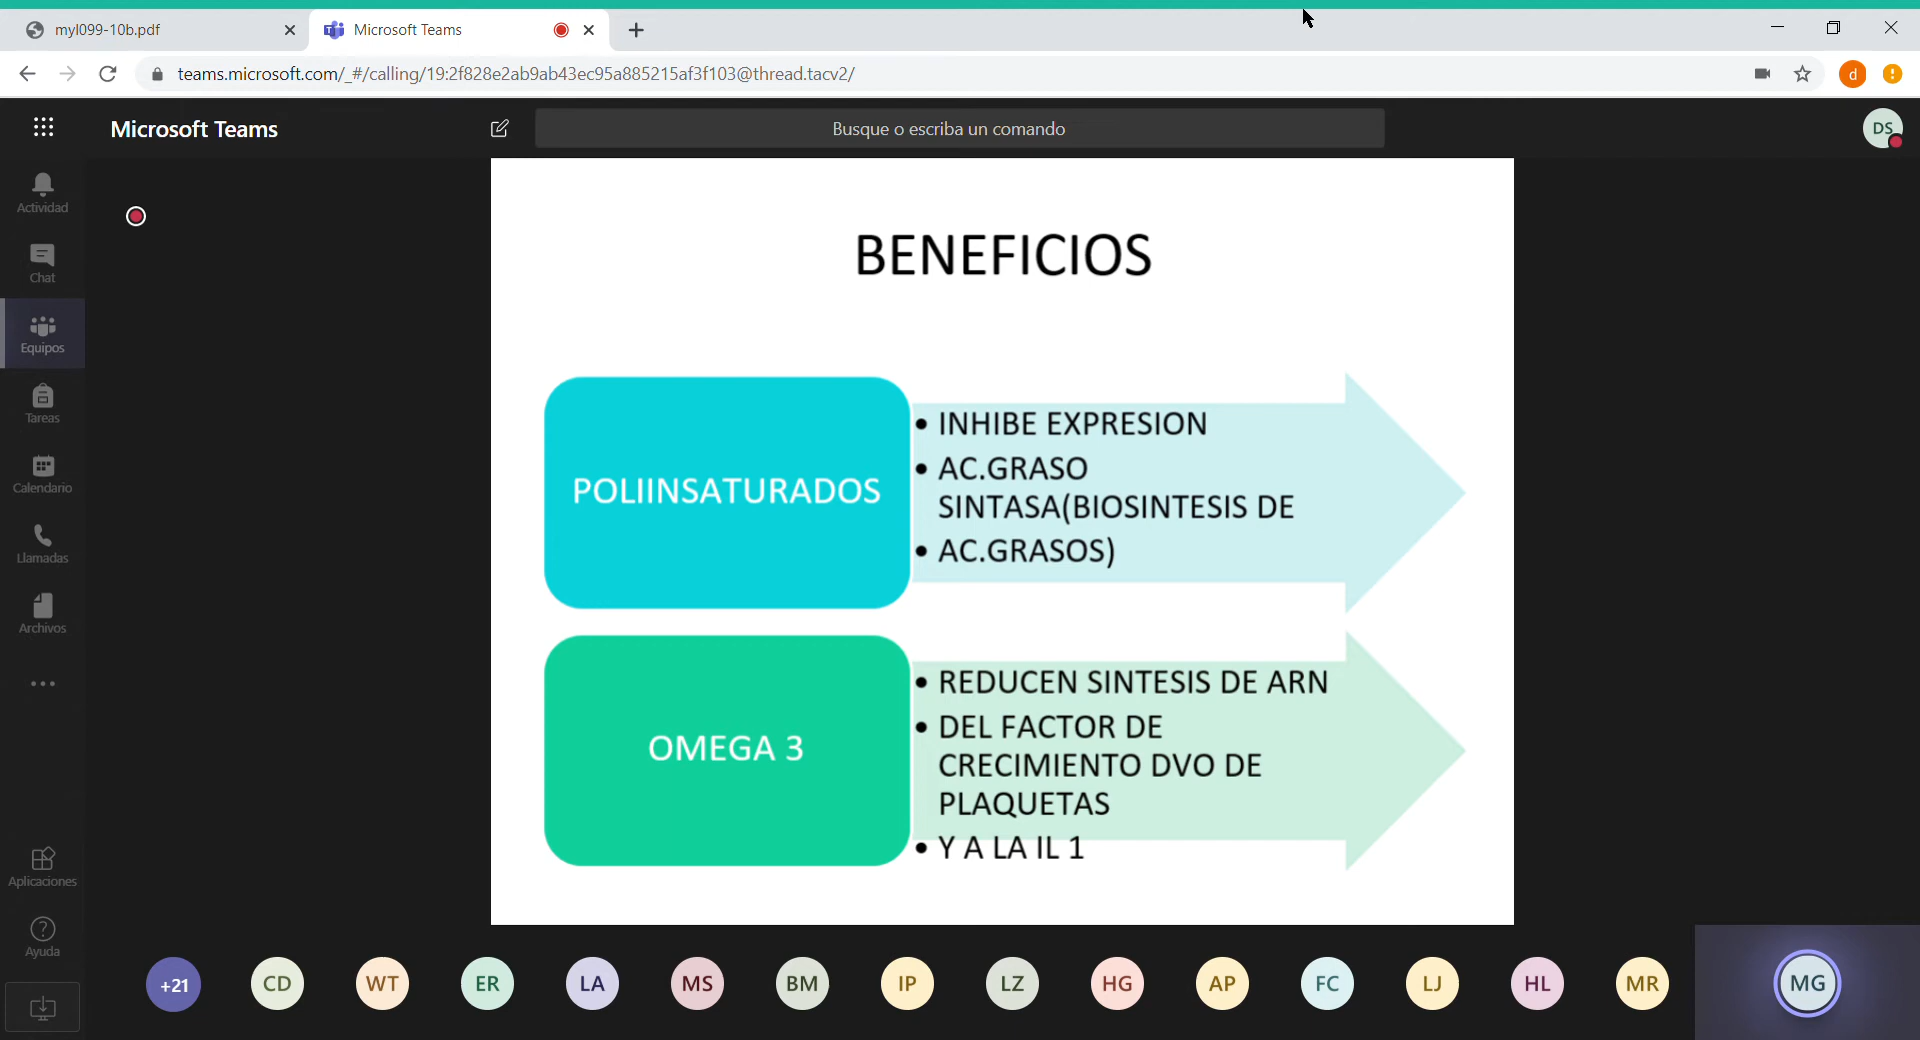 myl099-10b.pdf
Microsoft Teams
teams.microsoft.com/_#/calling/19:2f828e2ab9ab43ec95a885215af3f103@thread.tacv2/
d
Microsoft Teams
Busque o escriba un comando
DS
Actividad
Chat
Equipos
Tareas
Calendario
Llamadas
Archivos
Aplicaciones
Ayuda
BENEFICIOS
POLIINSATURADOS
• INHIBE EXPRESION
• AC.GRASO
SINTASA(BIOSINTESIS DE
• AC.GRASOS)
OMEGA 3
• REDUCEN SINTESIS DE ARN
• DEL FACTOR DE
CRECIMIENTO DVO DE
PLAQUETAS
• Y A LA IL 1
+21
CD
WT
ER
LA
MS
BM
IP
LZ
HG
AP
FC
LJ
HL
MR
MG